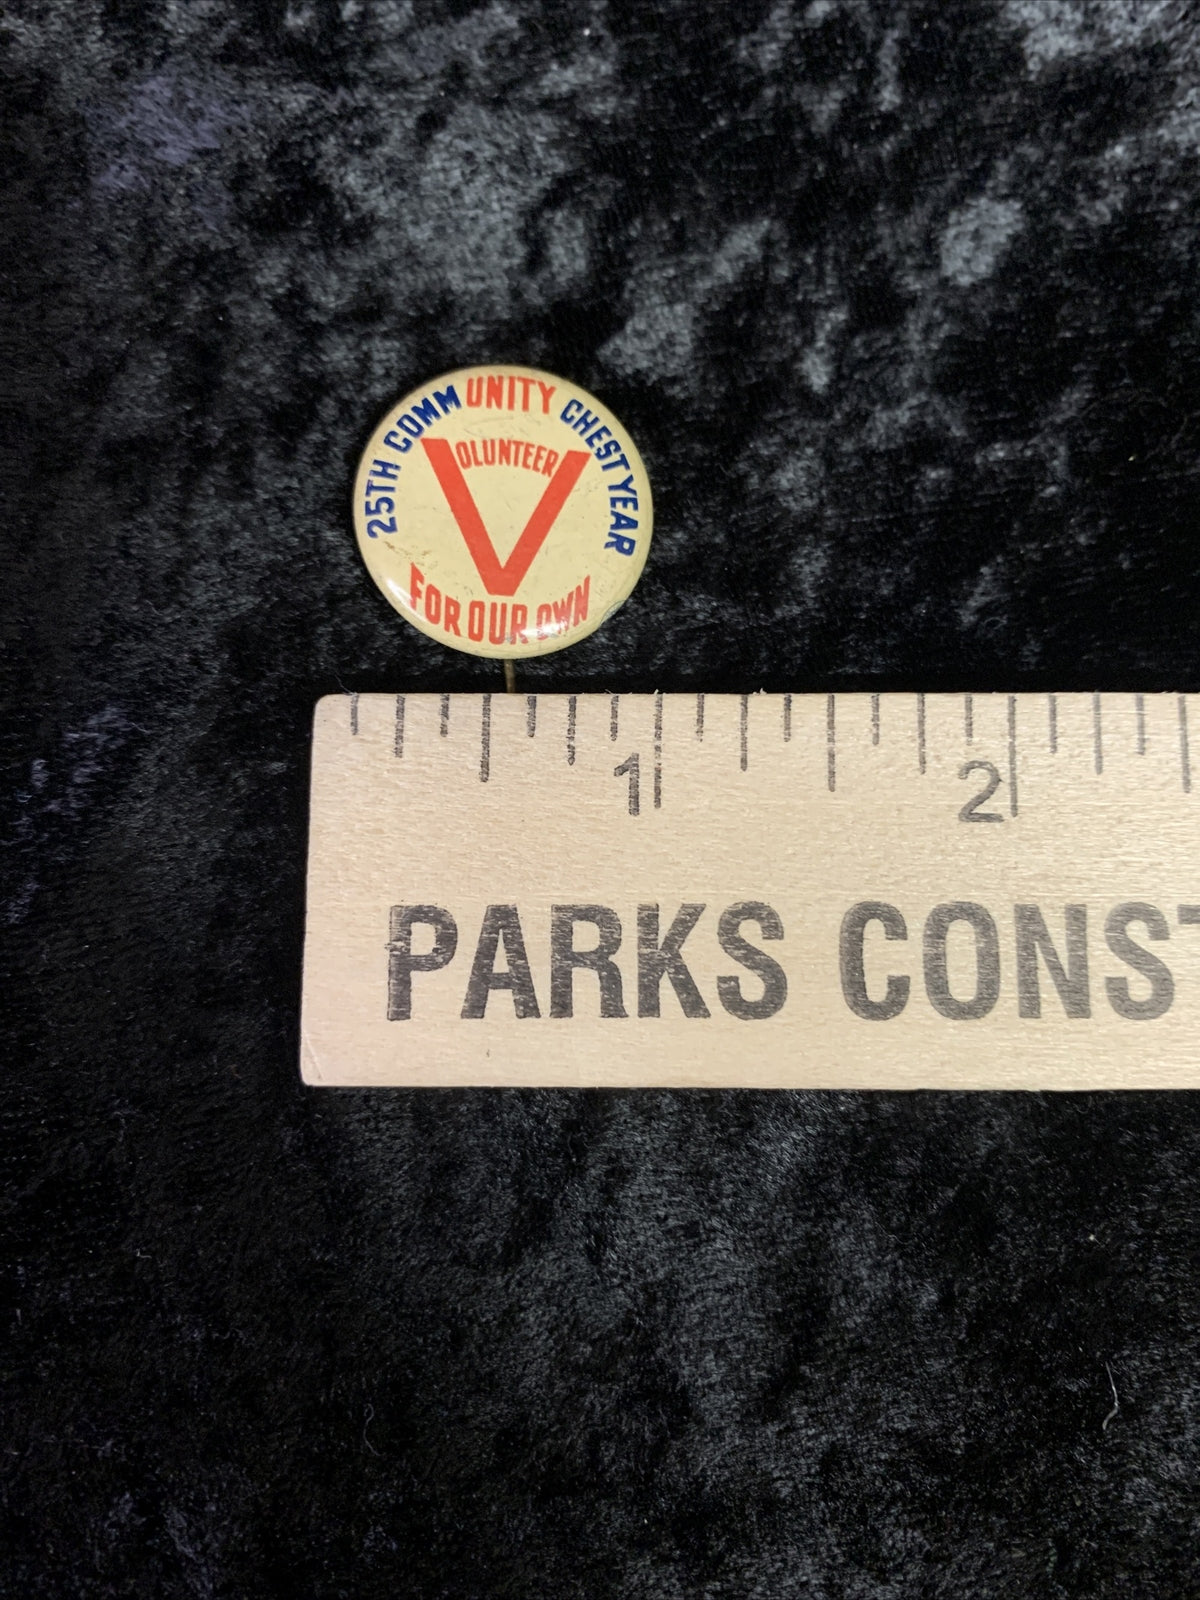 25TH COMMUNITY CHEST YEAR
VOLUNTEER
FOR OUR OWN
1 2
PARKS CONST